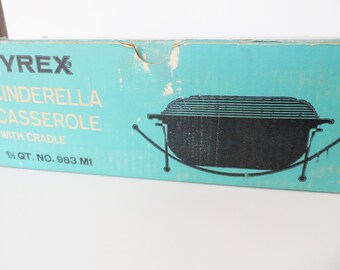 YREX®
INDERELLA
CASSEROLE
WITH CRADLE
1½ QT. NO. 983 M1